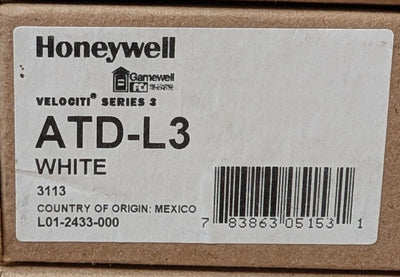 Honeywell
Gamewell
FCI
VELOCITI® SERIES 3
ATD-L3
WHITE
3113
COUNTRY OF ORIGIN: MEXICO
L01-2433-000
7 83863 05153 1